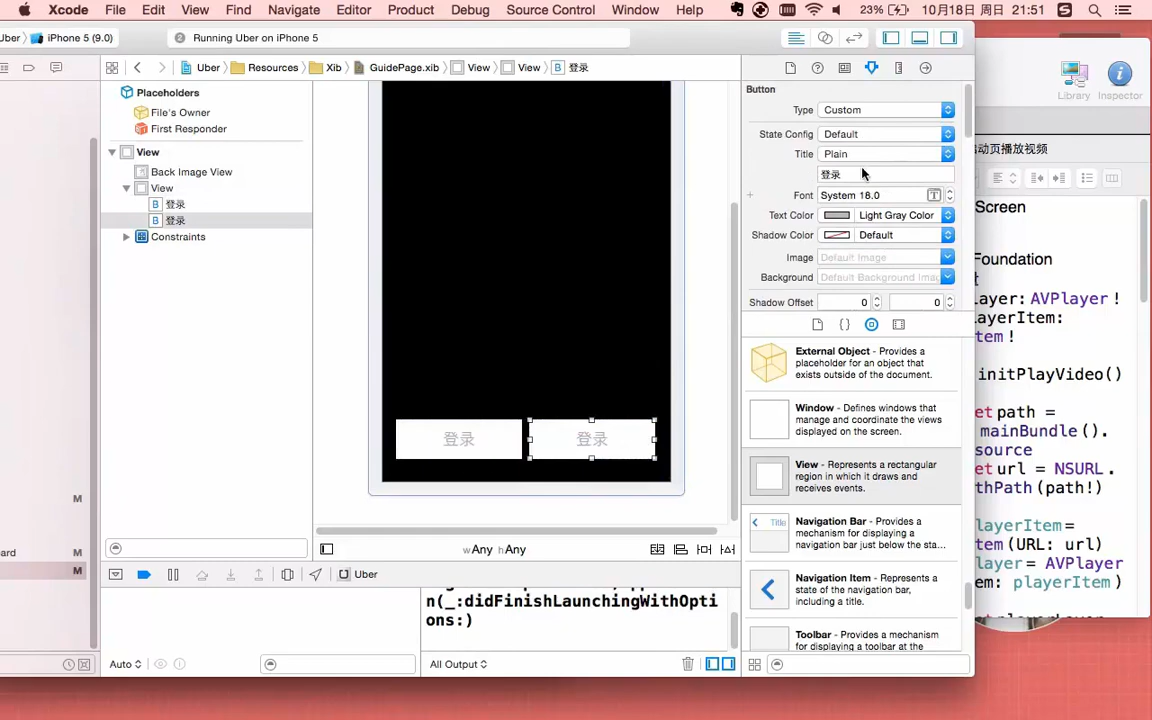 Xcode File Edit View Find Navigate Editor Product Debug Source Control Window Help 23% 10月18日 周日 21:51
Uber iPhone 5 (9.0) 2 Running Uber on iPhone 5
Uber Resources Xib GuidePage.xib View View B 登录
Placeholders
File's Owner
First Responder
View
Back Image View
View
B 登录
B 登录
Constraints
登录 登录
wAny hAny
Button
Type Custom
State Config Default
Title Plain
登录
Font System 18.0
Text Color Light Gray Color
Shadow Color Default
Image Default Image
Background Default Background Imag
Shadow Offset 0 0
External Object - Provides a
placeholder for an object that
exists outside of the document.
Window - Defines windows that
manage and coordinate the views
displayed on the screen.
View - Represents a rectangular
region in which it draws and
receives events.
Title
Navigation Bar - Provides a
mechanism for displaying a
navigation bar just below the sta...
Navigation Item - Represents a
state of the navigation bar,
including a title.
Toolbar - Provides a mechanism
for displaying a toolbar at the
M
ard M
M
Uber
n(_:didFinishLaunchingWithOpti
ons:)
Auto
All Output
Library Inspector
动页播放视频
Screen
Foundation
layer: AVPlayer!
layerItem:
tem!
initPlayVideo()
et path =
mainBundle().
source
et url = NSURL.
thPath(path!)
layerItem =
tem(URL: url)
layer = AVPlayer
em: playerItem)